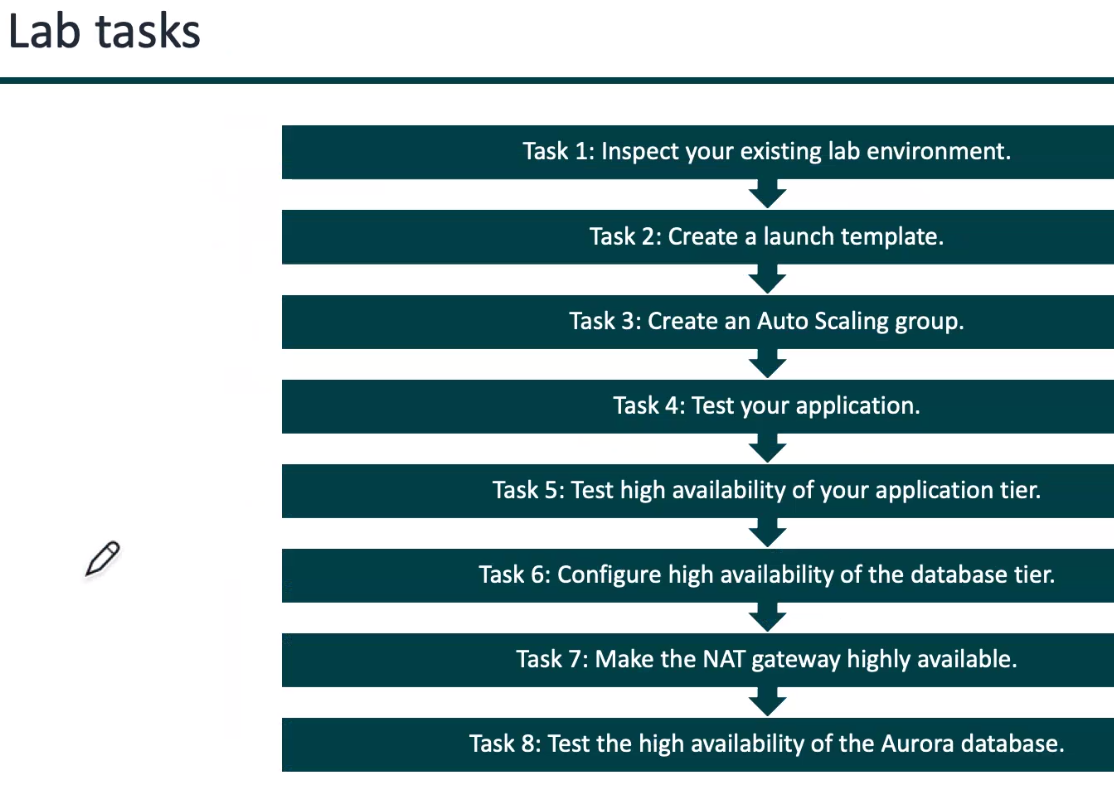 Lab tasks
Task 1: Inspect your existing lab environment.
Task 2: Create a launch template.
Task 3: Create an Auto Scaling group.
Task 4: Test your application.
Task 5: Test high availability of your application tier.
Task 6: Configure high availability of the database tier.
Task 7: Make the NAT gateway highly available.
Task 8: Test the high availability of the Aurora database.